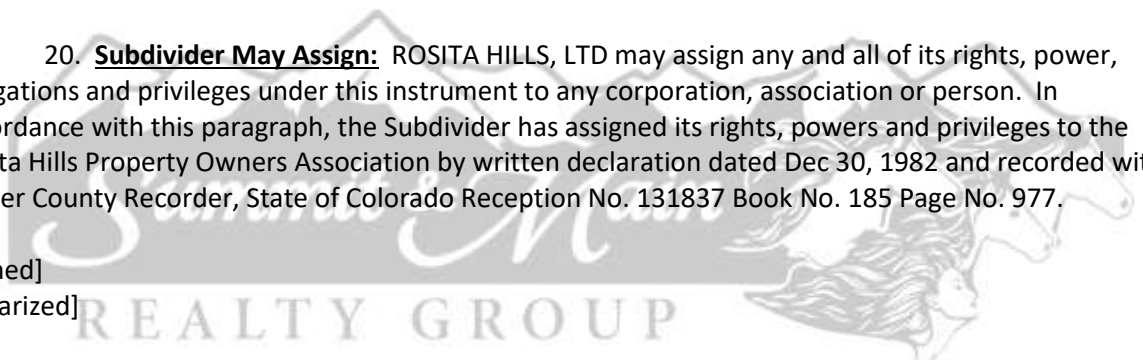 20. Subdivider May Assign: ROSITA HILLS, LTD may assign any and all of its rights, power,
gations and privileges under this instrument to any corporation, association or person. In
ordance with this paragraph, the Subdivider has assigned its rights, powers and privileges to the
ta Hills Property Owners Association by written declaration dated Dec 30, 1982 and recorded wit
er County Recorder, State of Colorado Reception No. 131837 Book No. 185 Page No. 977.
ned]
arized]
Summit & Main
REALTY GROUP